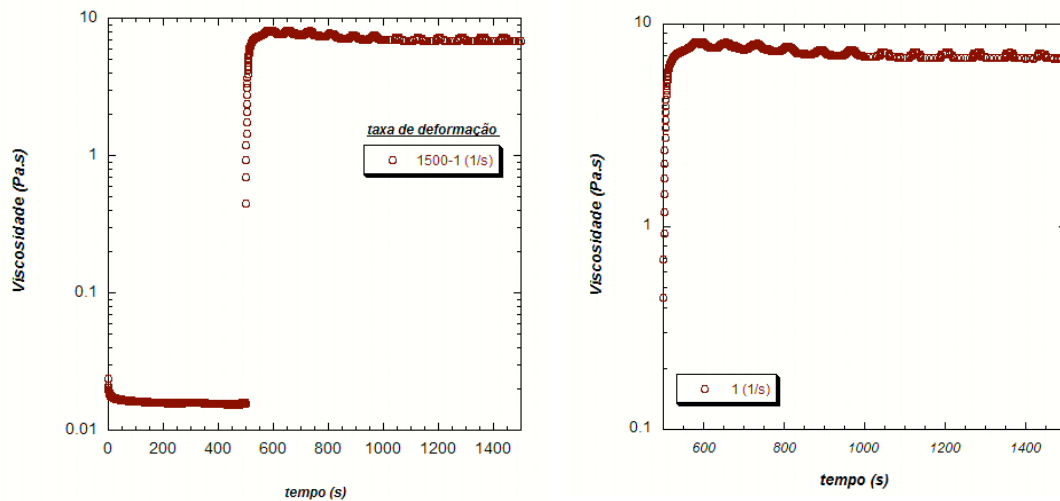 10
1
0.1
0.01
Viscosidade (Pa.s)
taxa de deformação
1500-1 (1/s)
0 200 400 600 800 1000 1200 1400
tempo (s)
10
1
0.1
Viscosidade (Pa.s)
1 (1/s)
600 800 1000 1200 1400
tempo (s)